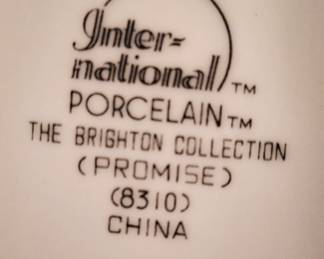 Inter-
national™
PORCELAIN™
THE BRIGHTON COLLECTION
(PROMISE)
(8310)
CHINA